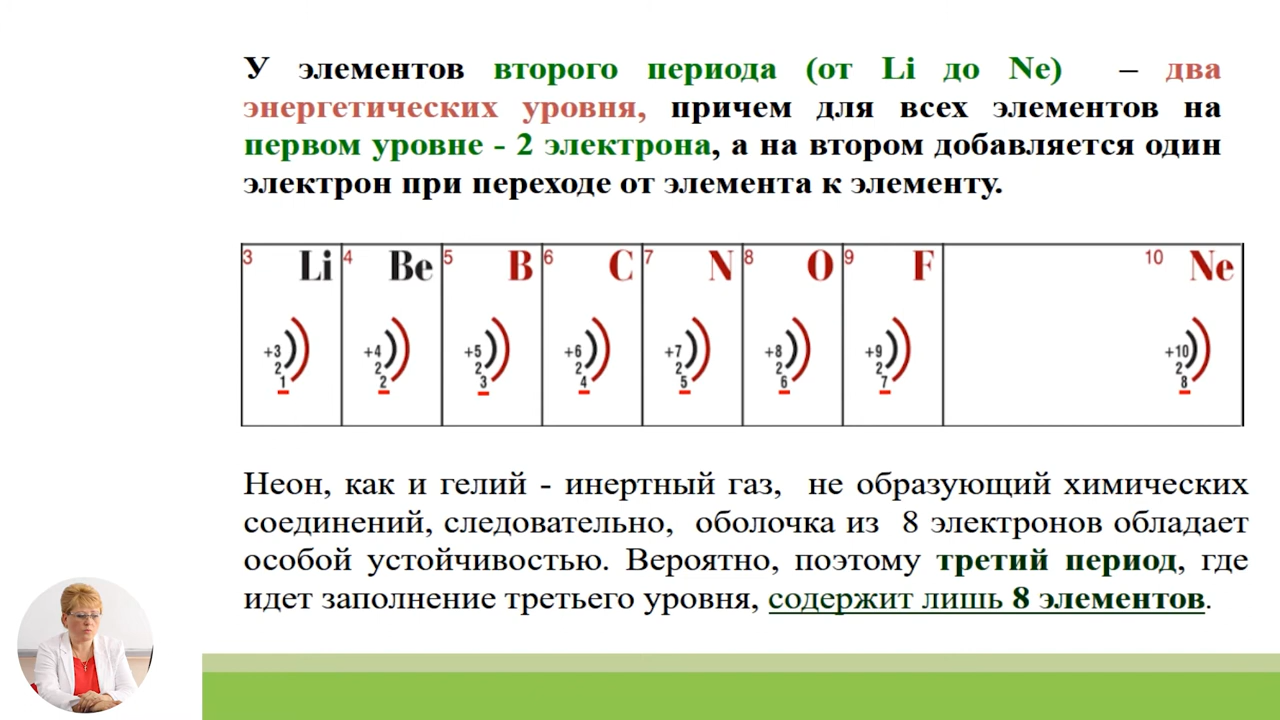 У элементов второго периода (от Li до Ne) – два
энергетических уровня, причем для всех элементов на
первом уровне - 2 электрона, а на втором добавляется один
электрон при переходе от элемента к элементу.
3 Li 4 Be 5 B 6 C 7 N 8 O 9 F 10 Ne
+3 +4 +5 +6 +7 +8 +9 +10
2 2 2 2 2 2 2 2
1 2 3 4 5 6 7 8
Неон, как и гелий - инертный газ, не образующий химических
соединений, следовательно, оболочка из 8 электронов обладает
особой устойчивостью. Вероятно, поэтому третий период, где
идет заполнение третьего уровня, содержит лишь 8 элементов.